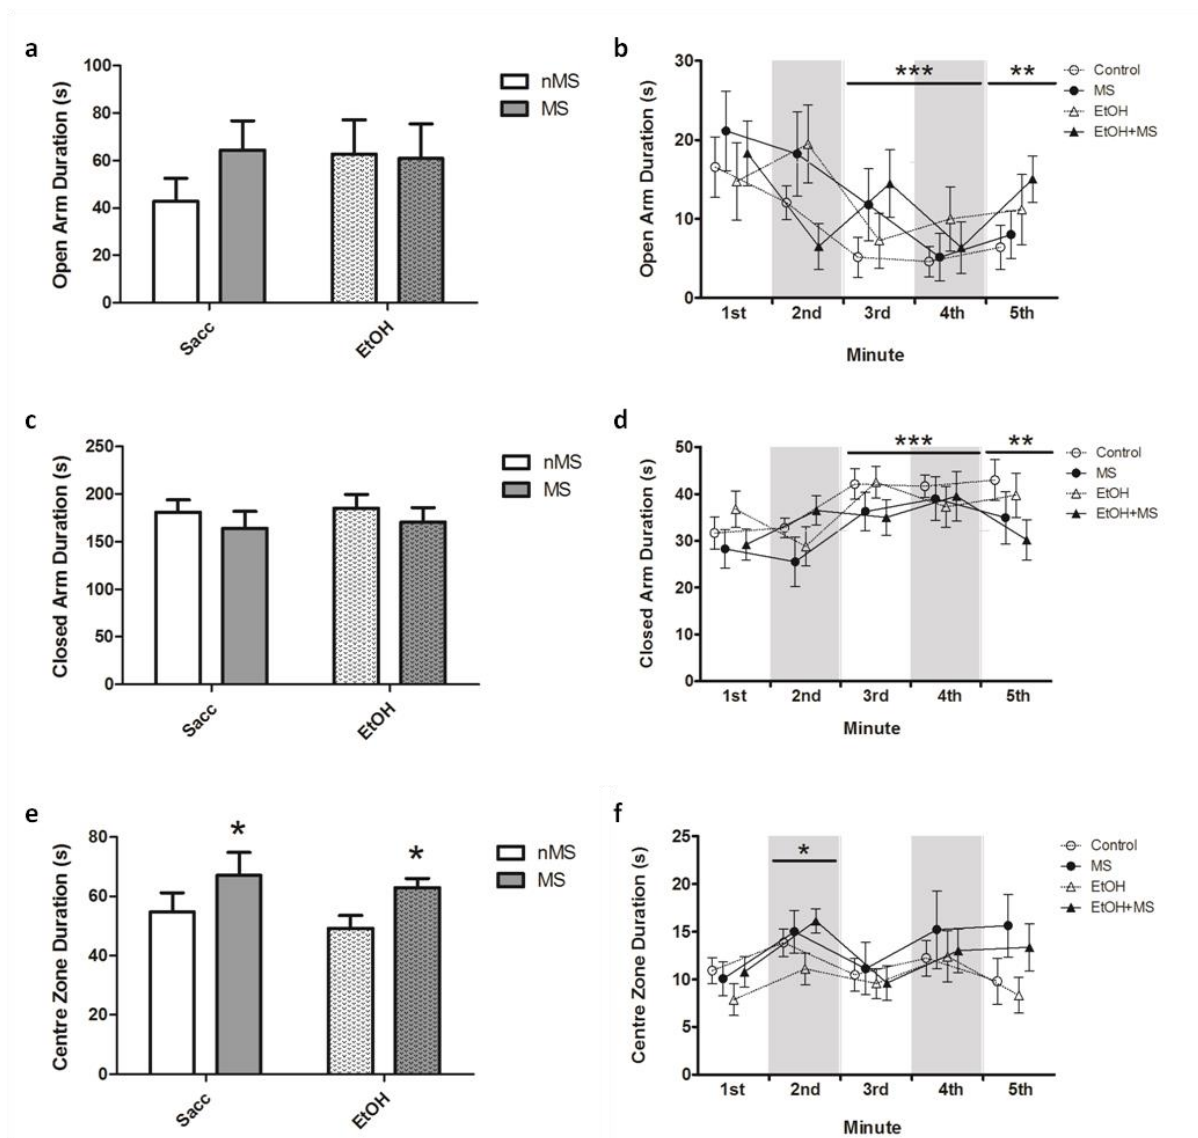 a
Open Arm Duration (s)
100
80
60
40
20
0
Sacc
EtOH
nMS
MS
b
Open Arm Duration (s)
30
20
10
0
*** **
1st 2nd 3rd 4th 5th
Minute
Control
MS
EtOH
EtOH+MS
c
Closed Arm Duration (s)
250
200
150
100
50
0
Sacc
EtOH
nMS
MS
d
Closed Arm Duration (s)
50
40
30
20
10
0
*** **
1st 2nd 3rd 4th 5th
Minute
Control
MS
EtOH
EtOH+MS
e
Centre Zone Duration (s)
80
60
40
20
0
*
*
Sacc
EtOH
nMS
MS
f
Centre Zone Duration (s)
25
20
15
10
5
0
*
1st 2nd 3rd 4th 5th
Minute
Control
MS
EtOH
EtOH+MS